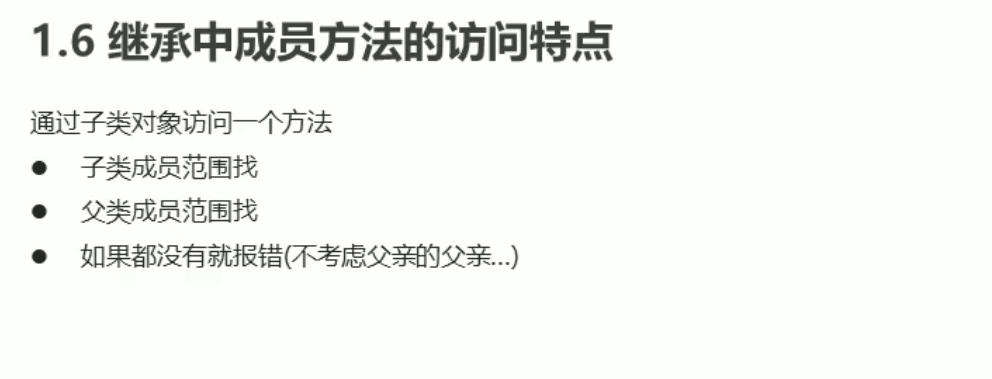 1.6 继承中成员方法的访问特点
通过子类对象访问一个方法
● 子类成员范围找
● 父类成员范围找
● 如果都没有就报错(不考虑父亲的父亲…)